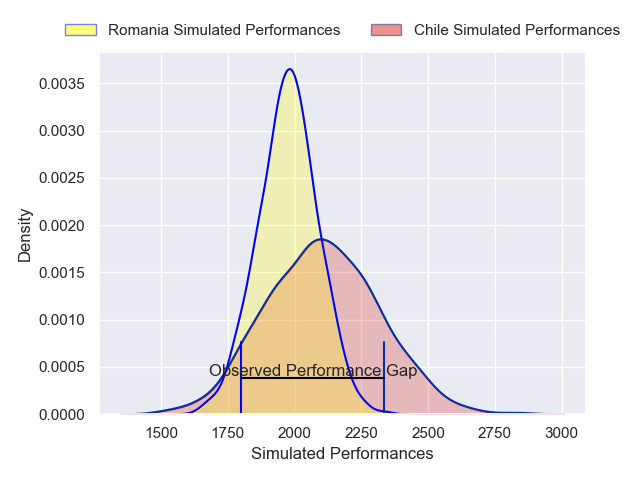 Romania Simulated Performances Chile Simulated Performances
0.0035
0.0030
0.0025
0.0020
0.0015
0.0010
0.0005
0.0000
Density
Observed Performance Gap
1500 1750 2000 2250 2500 2750 3000
Simulated Performances